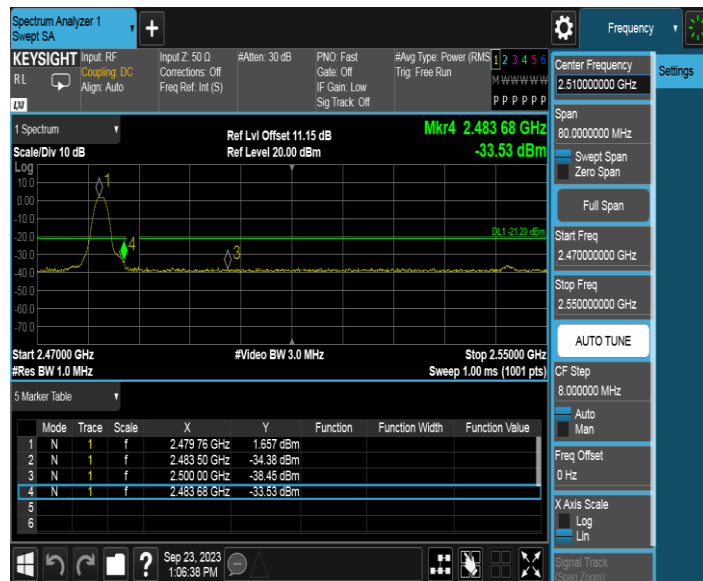 Spectrum Analyzer 1
Swept SA
+
Frequency
KEYSIGHT
RL
LXI
Input: RF
Coupling: DC
Align: Auto
Input Z: 50 Ω
Corrections: Off
Freq Ref: Int (S)
#Atten: 30 dB
PNO: Fast
Gate: Off
IF Gain: Low
Sig Track: Off
#Avg Type: Power (RMS
Trig: Free Run
1 2 3 4 5 6
M W W W W W
P P P P P P
Center Frequency
2.510000000 GHz
Settings
Span
80.0000000 MHz
Swept Span
Zero Span
Full Span
Start Freq
2.470000000 GHz
Stop Freq
2.550000000 GHz
AUTO TUNE
CF Step
8.000000 MHz
Auto
Man
Freq Offset
0 Hz
X Axis Scale
Log
Lin
Signal Track
(Span Zoom)
1 Spectrum
Scale/Div 10 dB
Ref Lvl Offset 11.15 dB
Ref Level 20.00 dBm
Mkr4 2.483 68 GHz
-33.53 dBm
Log
10.0
0.00
-10.0
-20.0
-30.0
-40.0
-50.0
-60.0
-70.0
1
4
3
DL1 -21.20 dBm
Start 2.47000 GHz
#Res BW 1.0 MHz
#Video BW 3.0 MHz
Stop 2.55000 GHz
Sweep 1.00 ms (1001 pts)
5 Marker Table
Mode Trace Scale X Y Function Function Width Function Value
1 N 1 f 2.479 76 GHz 1.657 dBm
2 N 1 f 2.483 50 GHz -34.38 dBm
3 N 1 f 2.500 00 GHz -38.45 dBm
4 N 1 f 2.483 68 GHz -33.53 dBm
5
6
?
Sep 23, 2023
1:06:38 PM